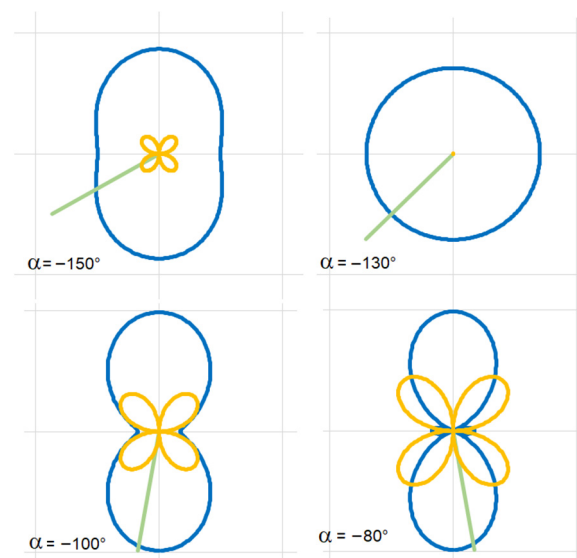 α = −150°
α = −130°
α = −100°
α = −80°